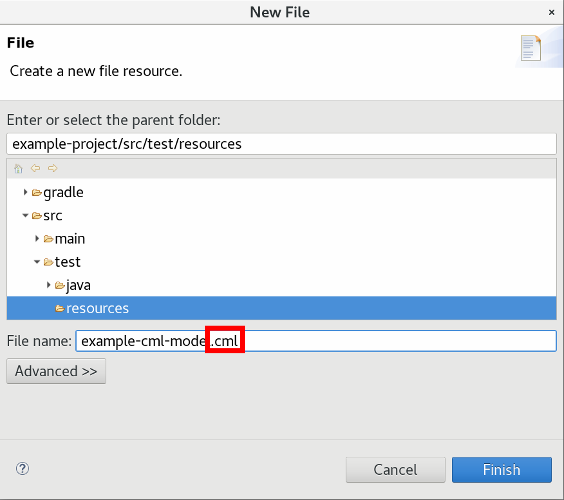 New File
×
File
Create a new file resource.
Enter or select the parent folder:
example-project/src/test/resources
gradle
src
main
test
java
resources
File name: example-cml-model.cml
Advanced >>
? Cancel Finish